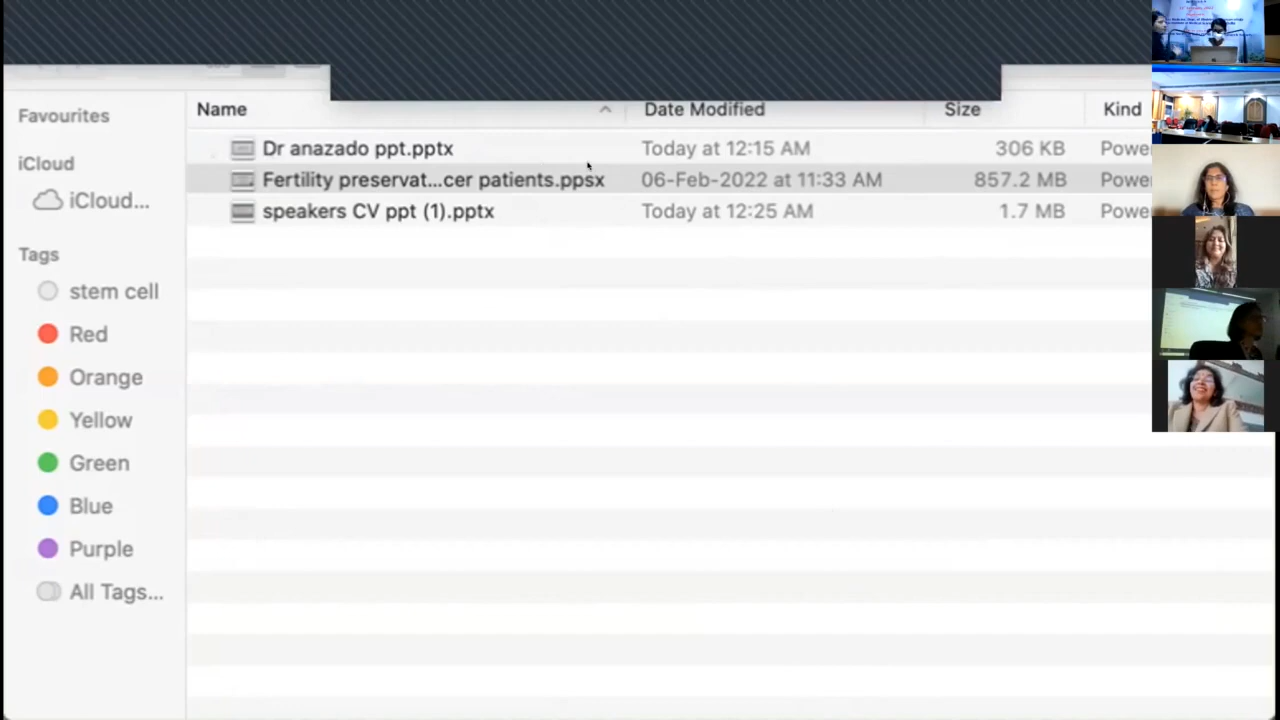 Name Date Modified Size Kind
Dr anazado ppt.pptx Today at 12:15 AM 306 KB Powe
Fertility preservat...cer patients.ppsx 06-Feb-2022 at 11:33 AM 857.2 MB Powe
speakers CV ppt (1).pptx Today at 12:25 AM 1.7 MB Powe
Favourites
iCloud
iCloud...
Tags
stem cell
Red
Orange
Yellow
Green
Blue
Purple
All Tags...